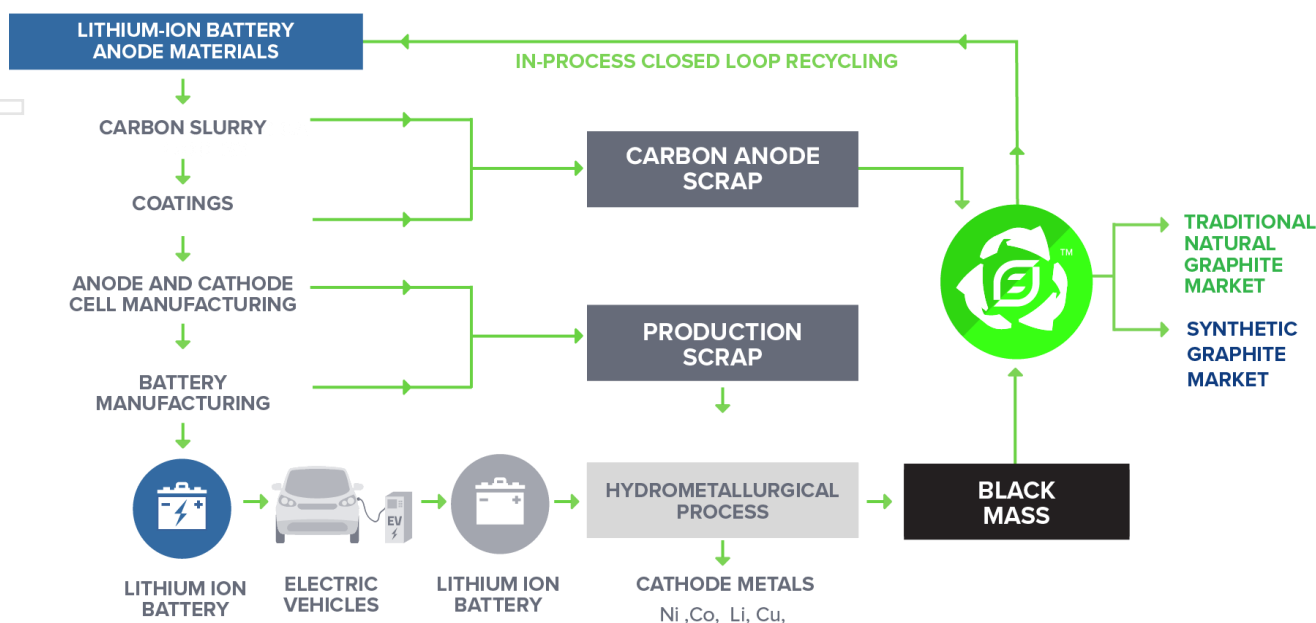 LITHIUM-ION BATTERY
ANODE MATERIALS
IN-PROCESS CLOSED LOOP RECYCLING
CARBON SLURRY
COATINGS
ANODE AND CATHODE
CELL MANUFACTURING
BATTERY
MANUFACTURING
CARBON ANODE
SCRAP
PRODUCTION
SCRAP
TM
TRADITIONAL
NATURAL
GRAPHITE
MARKET
SYNTHETIC
GRAPHITE
MARKET
LITHIUM ION
BATTERY
EV
ELECTRIC
VEHICLES
LITHIUM ION
BATTERY
HYDROMETALLURGICAL
PROCESS
BLACK
MASS
CATHODE METALS
Ni ,Co, Li, Cu,